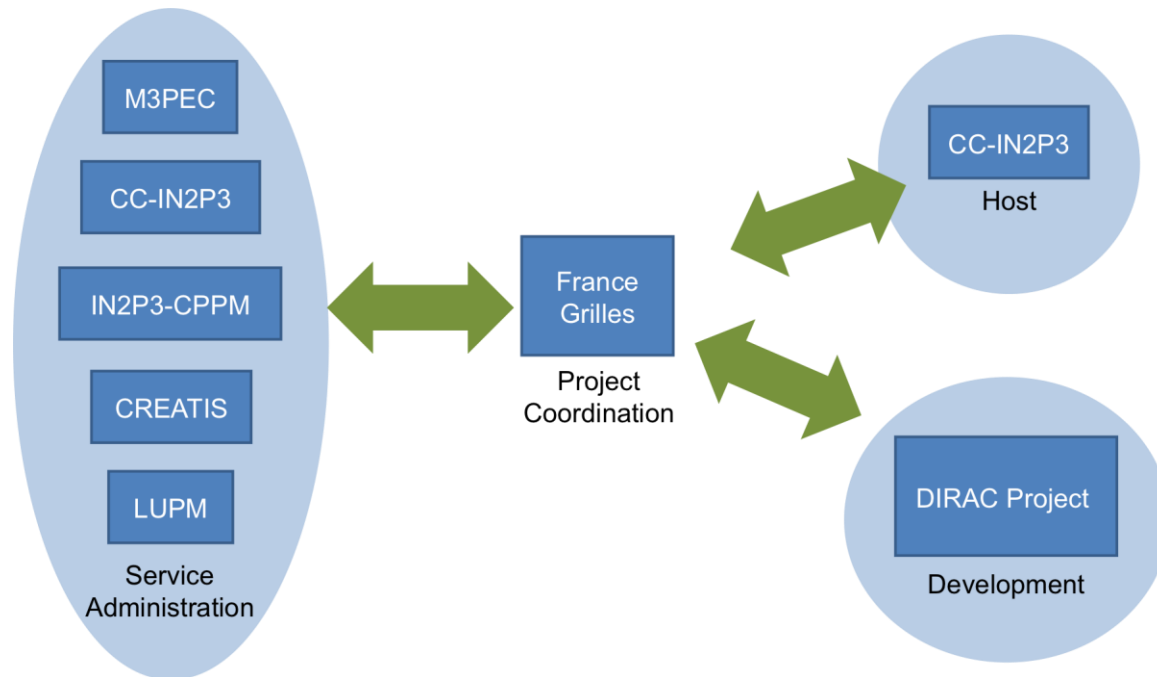 M3PEC
CC-IN2P3
IN2P3-CPPM
CREATIS
LUPM
Service
Administration
France
Grilles
Project
Coordination
CC-IN2P3
Host
DIRAC Project
Development